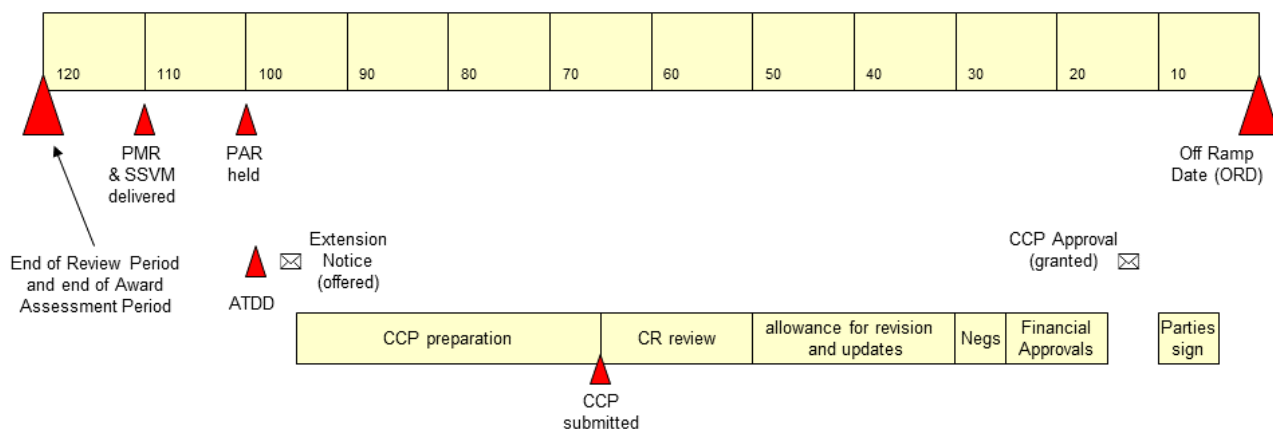 120 110 100 90 80 70 60 50 40 30 20 10
PMR
& SSVM
delivered
PAR
held
Off Ramp
Date (ORD)
End of Review Period
and end of Award
Assessment Period
ATDD
Extension
Notice
(offered)
CCP Approval
(granted)
CCP preparation
CR review
allowance for revision
and updates
Negs
Financial
Approvals
Parties
sign
CCP
submitted